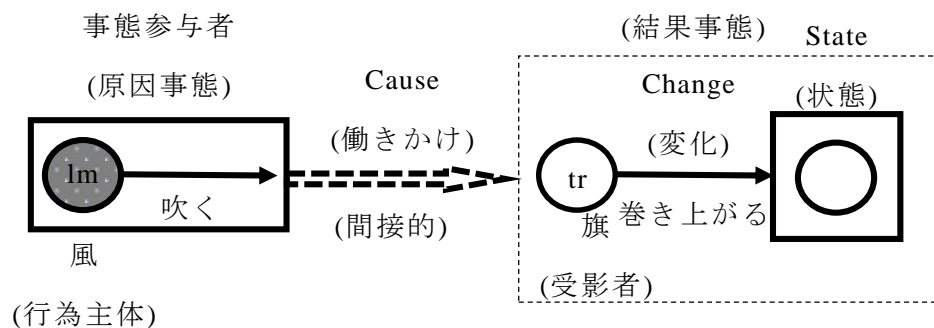 事態参与者
(原因事態)
lm
吹く
風
(行為主体)
Cause
(働きかけ)
(間接的)
(結果事態)
State
Change
(状態)
(変化)
tr
旗
巻き上がる
(受影者)